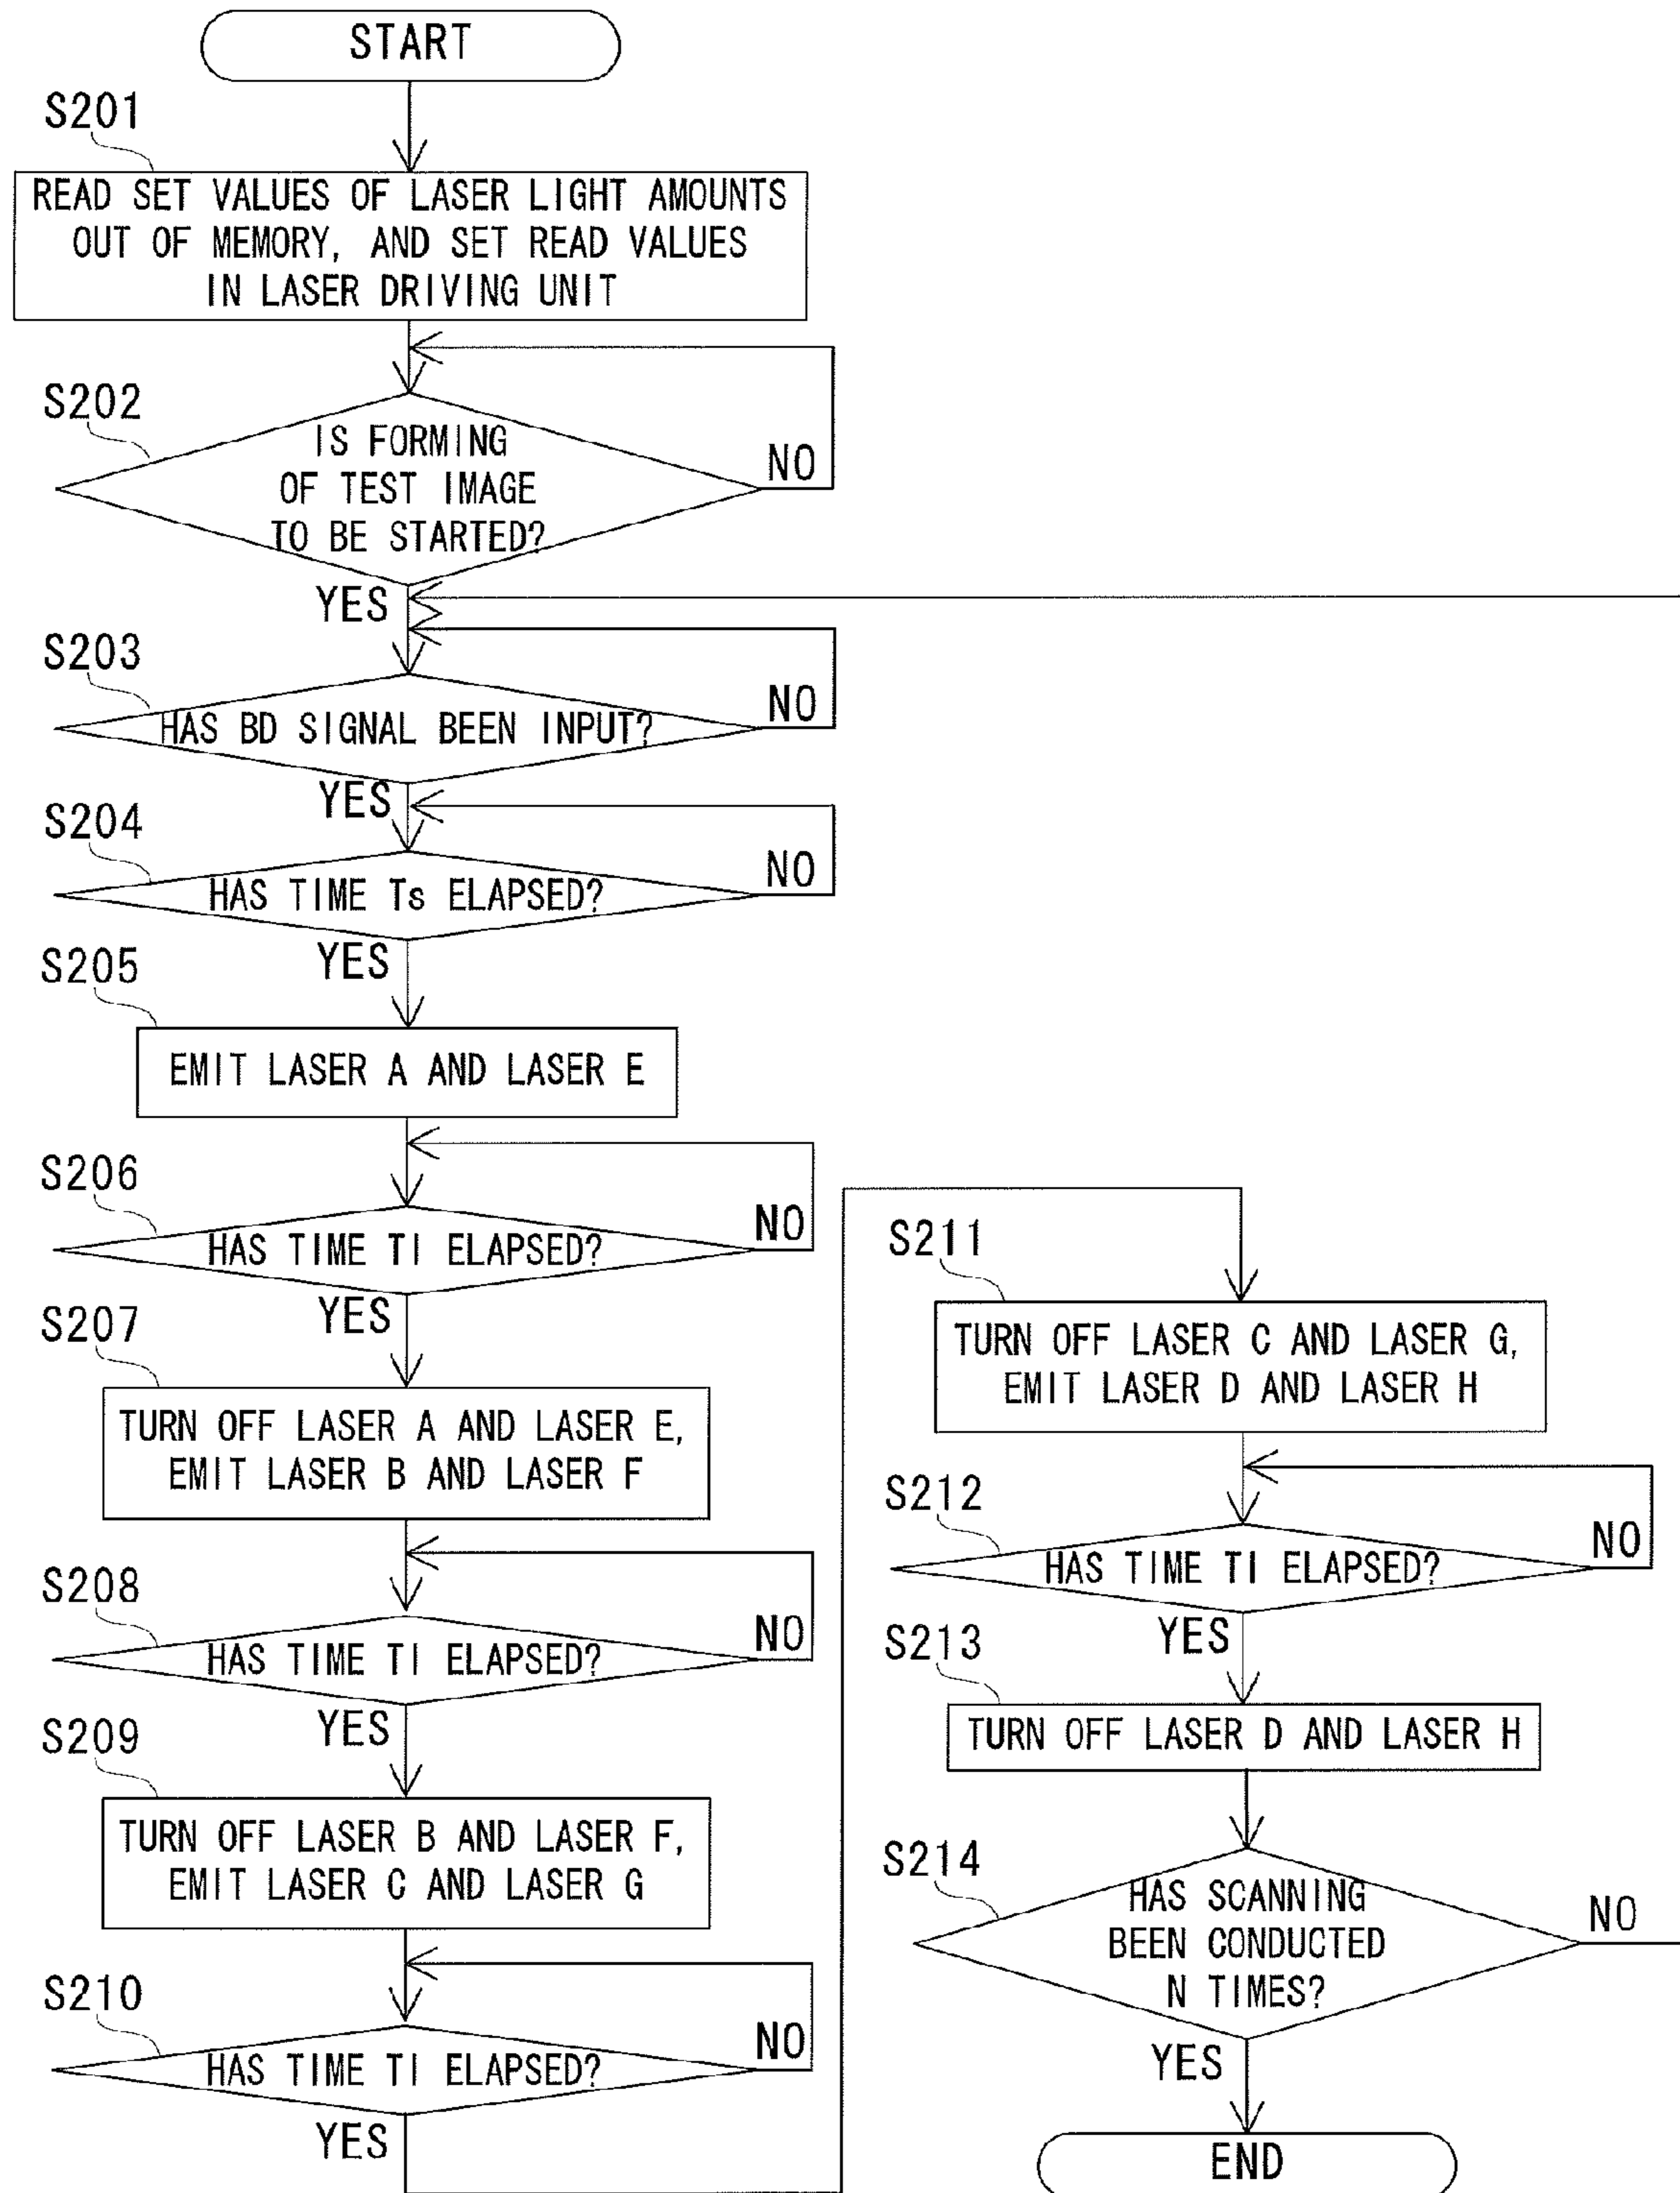 START
S201
READ SET VALUES OF LASER LIGHT AMOUNTS
OUT OF MEMORY, AND SET READ VALUES
IN LASER DRIVING UNIT
S202
IS FORMING
OF TEST IMAGE
TO BE STARTED?
NO
YES
S203
HAS BD SIGNAL BEEN INPUT?
NO
YES
S204
HAS TIME Ts ELAPSED?
NO
YES
S205
EMIT LASER A AND LASER E
S206
HAS TIME TI ELAPSED?
NO
YES
S207
TURN OFF LASER A AND LASER E,
EMIT LASER B AND LASER F
S208
HAS TIME TI ELAPSED?
NO
YES
S209
TURN OFF LASER B AND LASER F,
EMIT LASER C AND LASER G
S210
HAS TIME TI ELAPSED?
NO
YES
S211
TURN OFF LASER C AND LASER G,
EMIT LASER D AND LASER H
S212
HAS TIME TI ELAPSED?
NO
YES
S213
TURN OFF LASER D AND LASER H
S214
HAS SCANNING
BEEN CONDUCTED
N TIMES?
NO
YES
END